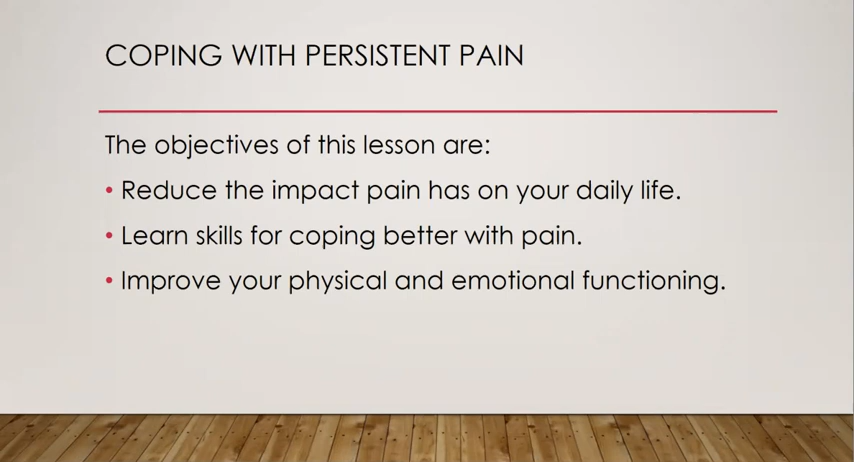 COPING WITH PERSISTENT PAIN
The objectives of this lesson are:
• Reduce the impact pain has on your daily life.
• Learn skills for coping better with pain.
• Improve your physical and emotional functioning.